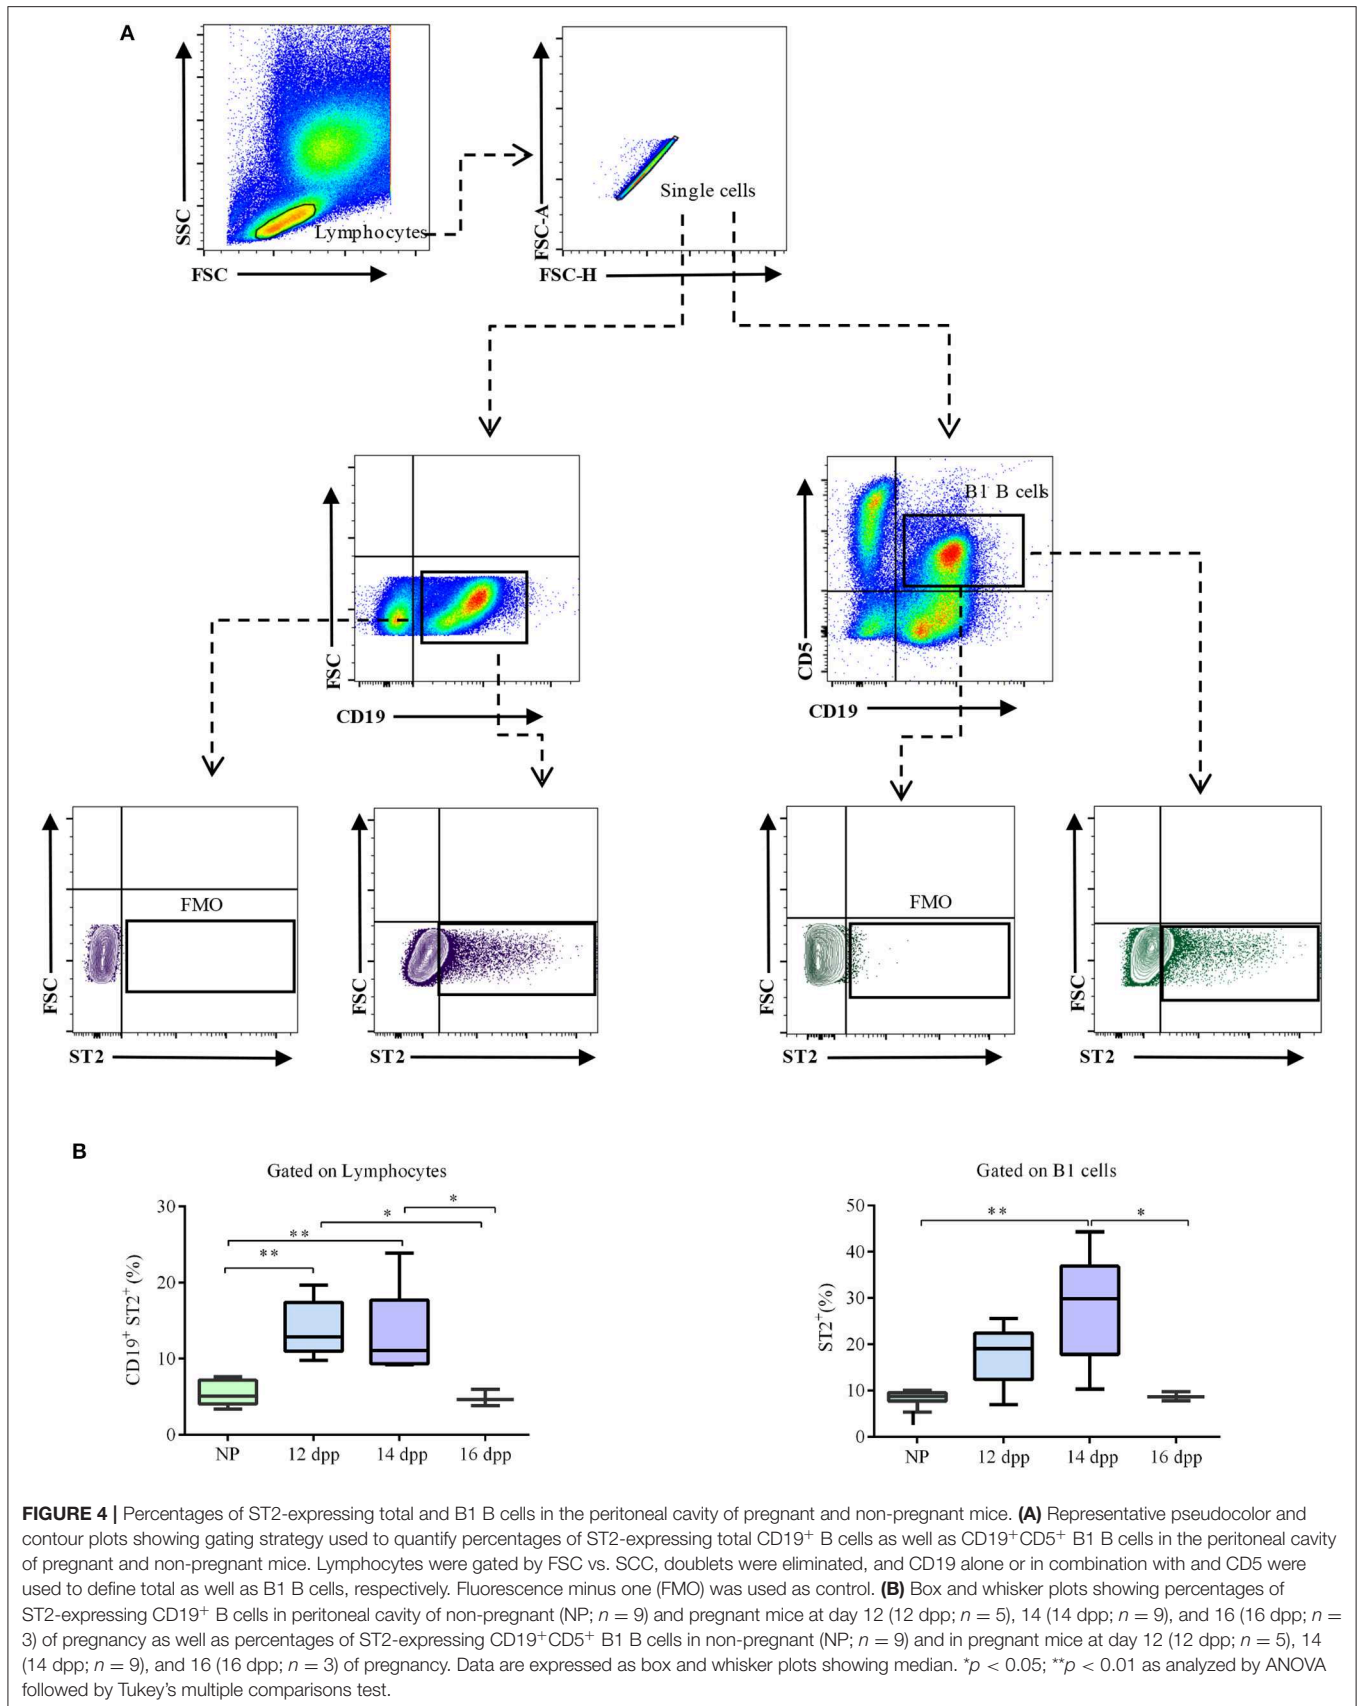 A
SSC
Lymphocytes
FSC
FSC-A
Single cells
FSC-H
FSC
CD19
CD5
B1 B cells
CD19
FSC
FMO
ST2
FSC
ST2
FSC
FMO
ST2
FSC
ST2
B
Gated on Lymphocytes
CD19⁺ ST2⁺ (%)
30
20
10
0
**
**
*
*
NP 12 dpp 14 dpp 16 dpp
Gated on B1 cells
ST2⁺(%)
50
40
30
20
10
0
**
*
NP 12 dpp 14 dpp 16 dpp
FIGURE 4 | Percentages of ST2-expressing total and B1 B cells in the peritoneal cavity of pregnant and non-pregnant mice. (A) Representative pseudocolor and
contour plots showing gating strategy used to quantify percentages of ST2-expressing total CD19⁺ B cells as well as CD19⁺CD5⁺ B1 B cells in the peritoneal cavity
of pregnant and non-pregnant mice. Lymphocytes were gated by FSC vs. SCC, doublets were eliminated, and CD19 alone or in combination with and CD5 were
used to define total as well as B1 B cells, respectively. Fluorescence minus one (FMO) was used as control. (B) Box and whisker plots showing percentages of
ST2-expressing CD19⁺ B cells in peritoneal cavity of non-pregnant (NP; n = 9) and pregnant mice at day 12 (12 dpp; n = 5), 14 (14 dpp; n = 9), and 16 (16 dpp; n =
3) of pregnancy as well as percentages of ST2-expressing CD19⁺CD5⁺ B1 B cells in non-pregnant (NP; n = 9) and in pregnant mice at day 12 (12 dpp; n = 5), 14
(14 dpp; n = 9), and 16 (16 dpp; n = 3) of pregnancy. Data are expressed as box and whisker plots showing median. *p < 0.05; **p < 0.01 as analyzed by ANOVA
followed by Tukey's multiple comparisons test.